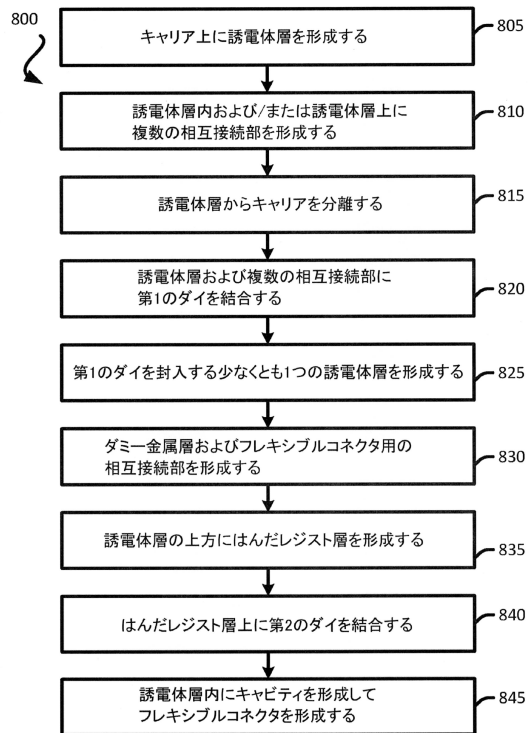 800
キャリア上に誘電体層を形成する
805
誘電体層内および/または誘電体層上に
複数の相互接続部を形成する
810
誘電体層からキャリアを分離する
815
誘電体層および複数の相互接続部に
第1のダイを結合する
820
第1のダイを封入する少なくとも1つの誘電体層を形成する
825
ダミー金属層およびフレキシブルコネクタ用の
相互接続部を形成する
830
誘電体層の上方にはんだレジスト層を形成する
835
はんだレジスト層上に第2のダイを結合する
840
誘電体層内にキャビティを形成して
フレキシブルコネクタを形成する
845